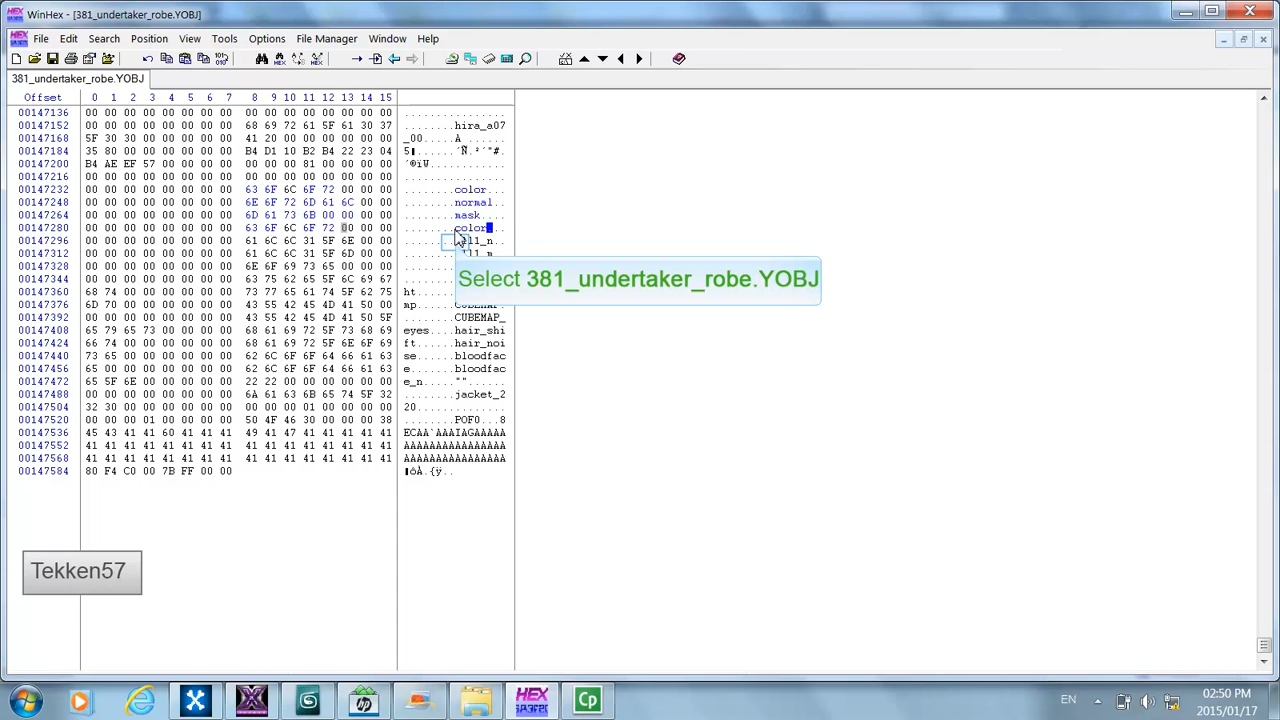 WinHex - [381_undertaker_robe.YOBJ]
File Edit Search Position View Tools Options File Manager Window Help
381_undertaker_robe.YOBJ
Offset 0 1 2 3 4 5 6 7 8 9 10 11 12 13 14 15
00147136 00 00 00 00 00 00 00 00 00 00 00 00 00 00 00 00 ................
00147152 00 00 00 00 00 00 00 00 68 69 72 61 5F 61 30 37 ........hira_a07
00147168 5F 30 30 00 00 00 00 00 41 20 00 00 00 00 00 00 _00.....A ......
00147184 35 80 00 00 00 00 00 00 B4 D1 10 B2 B4 22 23 04
00147200 B4 AE EF 57 00 00 00 00 00 00 00 81 00 00 00 00 ´®ïW............
00147216 00 00 00 00 00 00 00 00 00 00 00 00 00 00 00 00 ................
00147232 00 00 00 00 00 00 00 00 63 6F 6C 6F 72 00 00 00 ........color...
00147248 00 00 00 00 00 00 00 00 6E 6F 72 6D 61 6C 00 00 ........normal..
00147264 00 00 00 00 00 00 00 00 6D 61 73 6B 00 00 00 00 ........mask....
00147280 00 00 00 00 00 00 00 00 63 6F 6C 6F 72 00 00 00 ........color
00147296 00 00 00 00 00 00 00 00 61 6C 6C 31 5F 6E 00 00
00147312 00 00 00 00 00 00 00 00 61 6C 6C 31 5F 6D 00 00
00147328 00 00 00 00 00 00 00 00 6E 6F 69 73 65 00 00 00
00147344 00 00 00 00 00 00 00 00 63 75 62 65 5F 6C 69 67
00147360 68 74 00 00 00 00 00 00 73 77 65 61 74 5F 62 75 ht
00147376 6D 70 00 00 00 00 00 00 43 55 42 45 4D 41 50 00 mp......CUBEMAP.
00147392 00 00 00 00 00 00 00 00 43 55 42 45 4D 41 50 5F ........CUBEMAP_
00147408 65 79 65 73 00 00 00 00 68 61 69 72 5F 73 68 69 eyes....hair_shi
00147424 66 74 00 00 00 00 00 00 68 61 69 72 5F 6E 6F 69 ft......hair_noi
00147440 73 65 00 00 00 00 00 00 62 6C 6F 6F 64 66 61 63 se......bloodfac
00147456 65 00 00 00 00 00 00 00 62 6C 6F 6F 64 66 61 63 e.......bloodfac
00147472 65 5F 6E 00 00 00 00 00 22 22 00 00 00 00 00 00 e_n.....""......
00147488 00 00 00 00 00 00 00 00 6A 61 63 6B 65 74 5F 32 ........jacket_2
00147504 32 30 00 00 00 00 00 00 00 00 00 01 00 00 00 00 20..............
00147520 00 00 00 01 00 00 00 00 50 4F 46 30 00 00 00 38 ........POF0...8
00147536 45 43 41 41 60 41 41 41 49 41 47 41 41 41 41 41 ECAA`AAAIAGAAAAA
00147552 41 41 41 41 41 41 41 41 41 41 41 41 41 41 41 41 AAAAAAAAAAAAAAAA
00147568 41 41 41 41 41 41 41 41 41 41 41 41 41 41 41 41 AAAAAAAAAAAAAAAA
00147584 80 F4 C0 00 7B FF 00 00
Select 381_undertaker_robe.YOBJ
Tekken57
EN 02:50 PM
2015/01/17